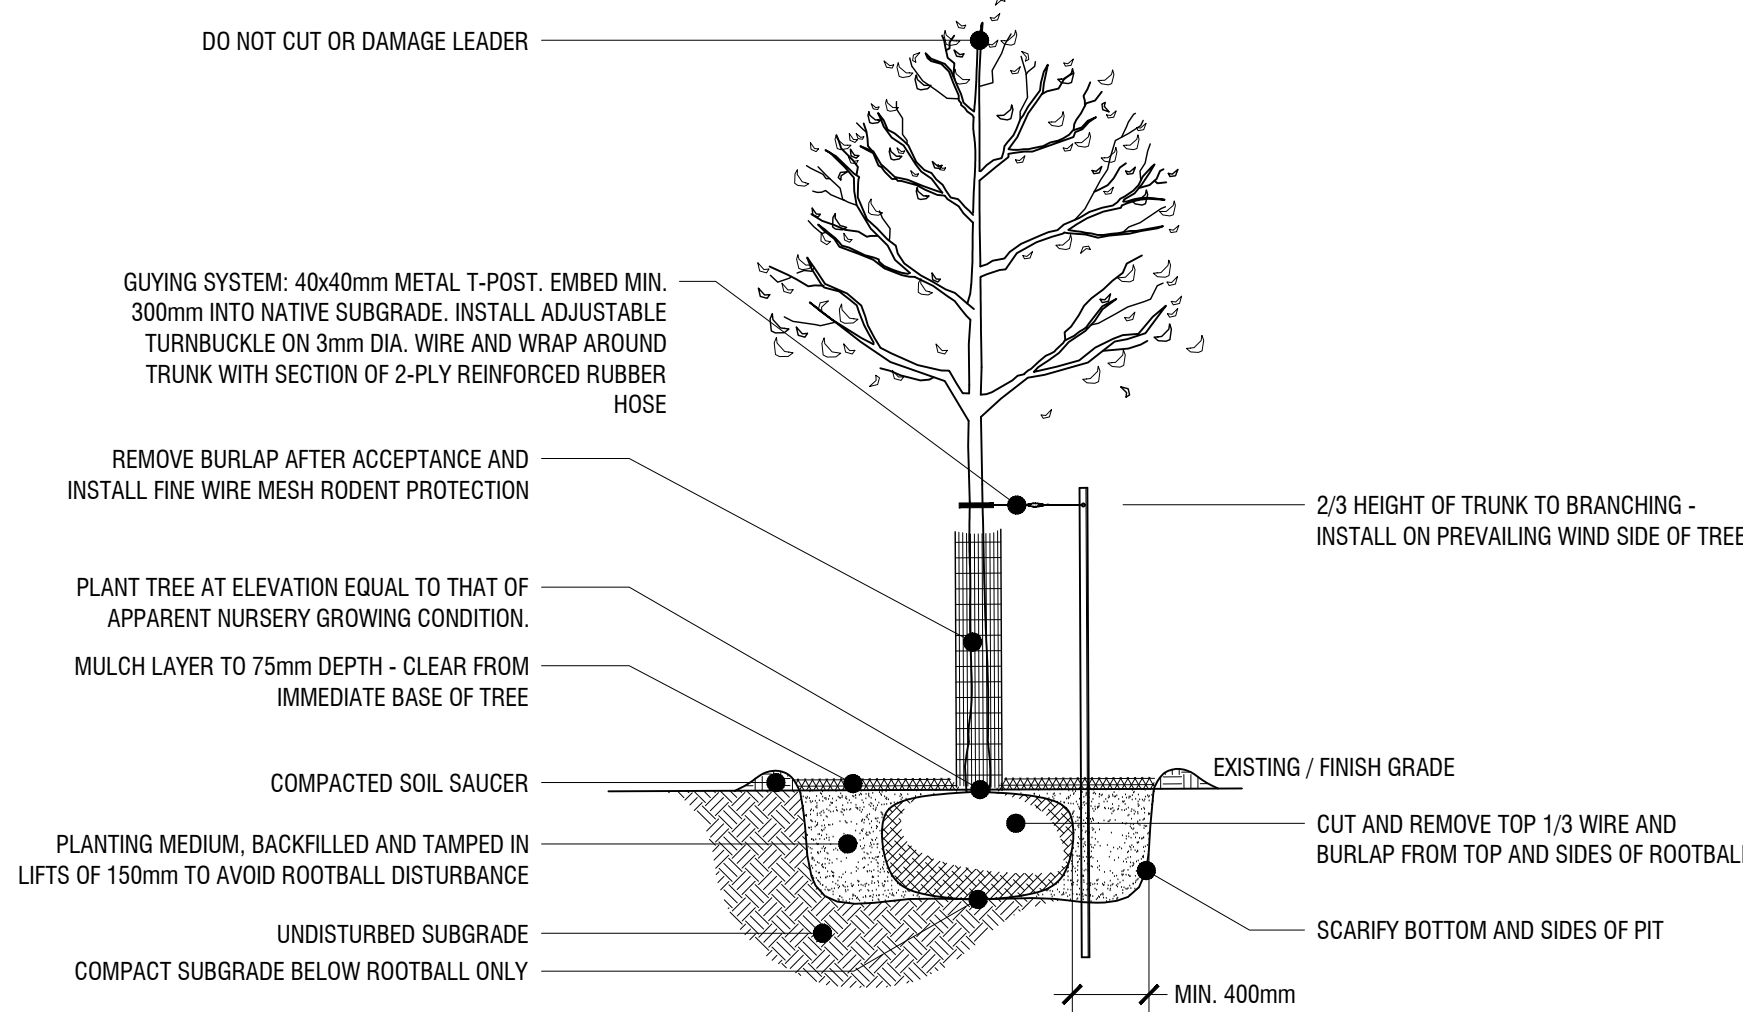 DO NOT CUT OR DAMAGE LEADER
GUYING SYSTEM: 40x40mm METAL T-POST. EMBED MIN.
300mm INTO NATIVE SUBGRADE. INSTALL ADJUSTABLE
TURNBUCKLE ON 3mm DIA. WIRE AND WRAP AROUND
TRUNK WITH SECTION OF 2-PLY REINFORCED RUBBER
HOSE
REMOVE BURLAP AFTER ACCEPTANCE AND
INSTALL FINE WIRE MESH RODENT PROTECTION
PLANT TREE AT ELEVATION EQUAL TO THAT OF
APPARENT NURSERY GROWING CONDITION.
MULCH LAYER TO 75mm DEPTH - CLEAR FROM
IMMEDIATE BASE OF TREE
COMPACTED SOIL SAUCER
PLANTING MEDIUM, BACKFILLED AND TAMPED IN
LIFTS OF 150mm TO AVOID ROOTBALL DISTURBANCE
UNDISTURBED SUBGRADE
COMPACT SUBGRADE BELOW ROOTBALL ONLY
2/3 HEIGHT OF TRUNK TO BRANCHING -
INSTALL ON PREVAILING WIND SIDE OF TREE
EXISTING / FINISH GRADE
CUT AND REMOVE TOP 1/3 WIRE AND
BURLAP FROM TOP AND SIDES OF ROOTBALL
SCARIFY BOTTOM AND SIDES OF PIT
MIN. 400mm